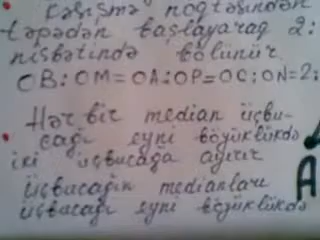 kəsişmə nöqtəsindən
təpədən başlayaraq 2:
nisbətində bölünür
OB:OM=OA:OP=OC:ON=2:
Hər bir median üçbu-
cağı eyni böyüklükdə
iki üçbucağa ayırır
Üçbucağın medianları
üçbucağı eyni böyüklükdə
A